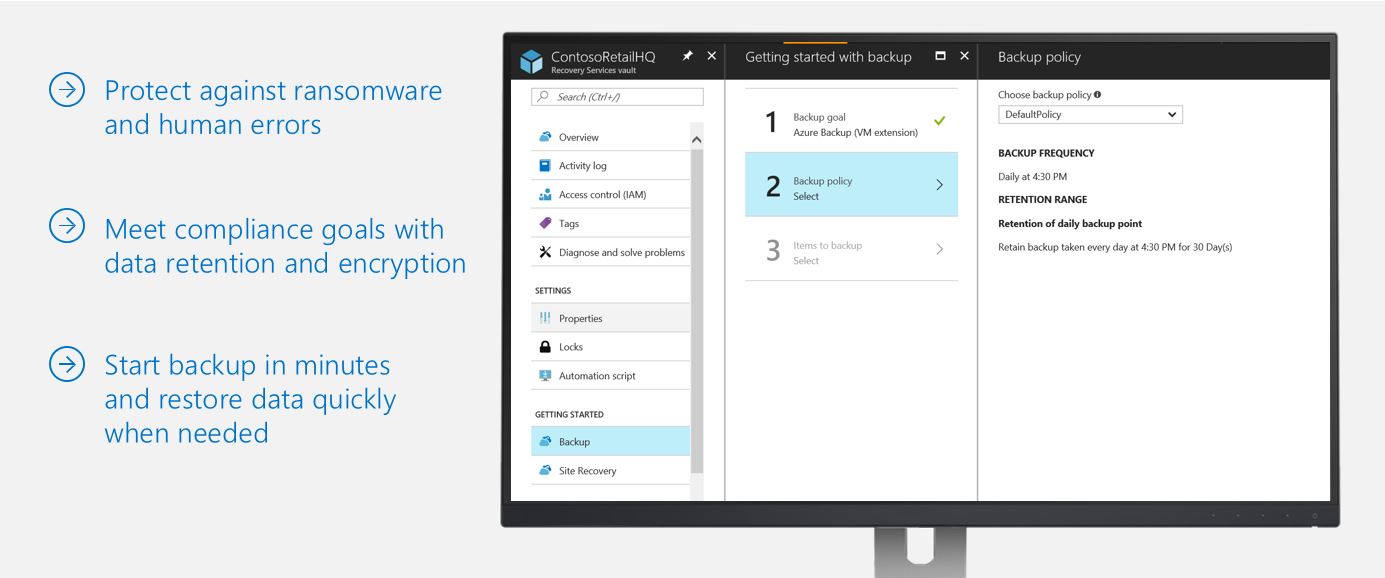 Protect against ransomware
and human errors
Meet compliance goals with
data retention and encryption
Start backup in minutes
and restore data quickly
when needed
ContosoRetailHQ
Recovery Services vault
Search (Ctrl+/)
Overview
Activity log
Access control (IAM)
Tags
Diagnose and solve problems
SETTINGS
Properties
Locks
Automation script
GETTING STARTED
Backup
Site Recovery
Getting started with backup
1
Backup goal
Azure Backup (VM extension)
2
Backup policy
Select
3
Items to backup
Select
Backup policy
Choose backup policy
DefaultPolicy
BACKUP FREQUENCY
Daily at 4:30 PM
RETENTION RANGE
Retention of daily backup point
Retain backup taken every day at 4:30 PM for 30 Day(s)